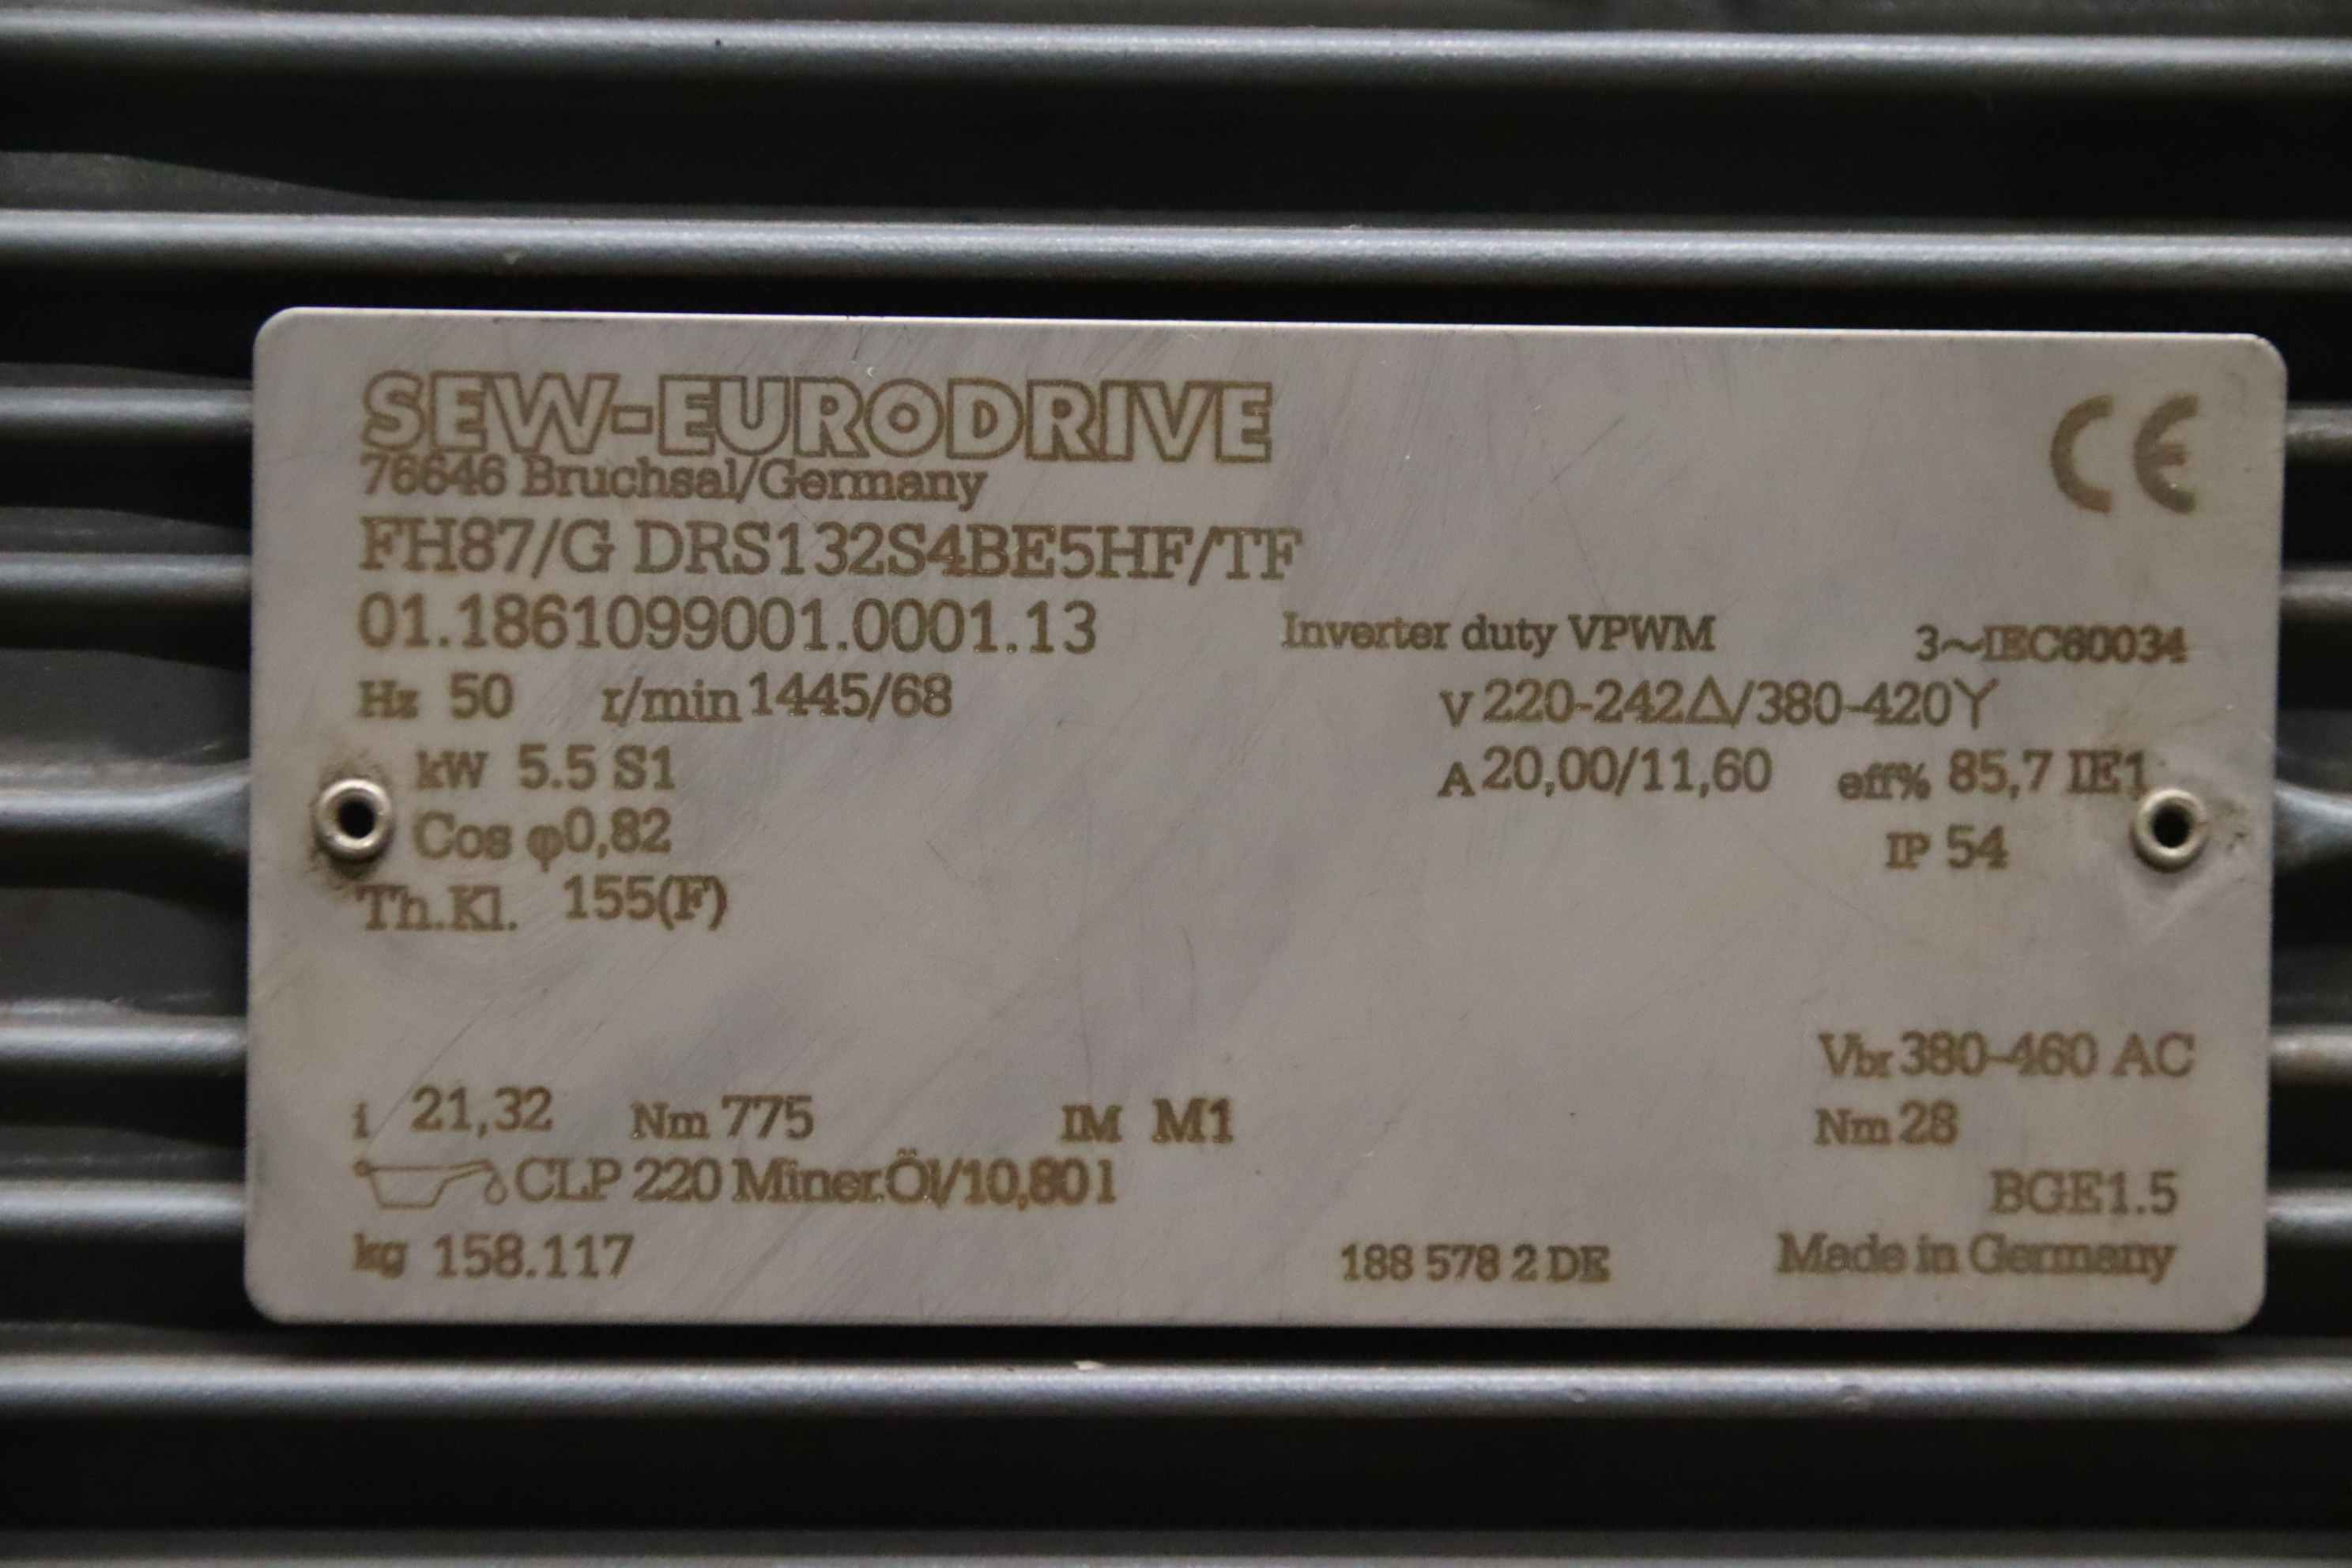 SEW-EURODRIVE
CE
76646 Bruchsal/Germany
FH87/G DRS132S4BE5HF/TF
01.1861099001.0001.13 Inverter duty VPWM 3~IEC60034
Hz 50 r/min 1445/68 V 220-242Δ/380-420Y
kW 5.5 S1 A 20,00/11,60 eff% 85,7 IE1
Cos φ 0,82 IP 54
Th.Kl. 155(F)
Vbr 380-460 AC
i 21,32 Nm 775 IM M1 Nm 28
CLP 220 Miner.Öl/10,80 l BGE1.5
kg 158.117 188 578 2 DE Made in Germany